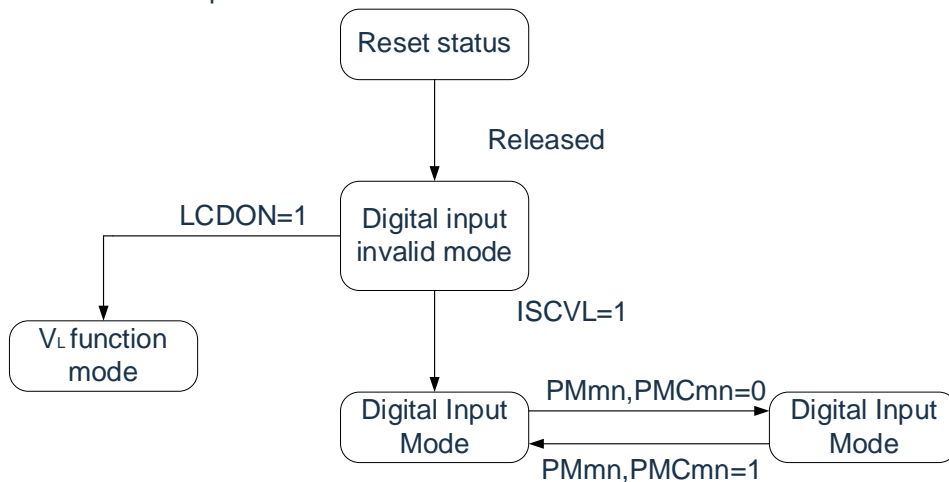 Reset status
Released
LCDON=1
Digital input
invalid mode
ISCVL=1
VL function
mode
Digital Input
Mode
PMmn,PMCmn=0
PMmn,PMCmn=1
Digital Input
Mode